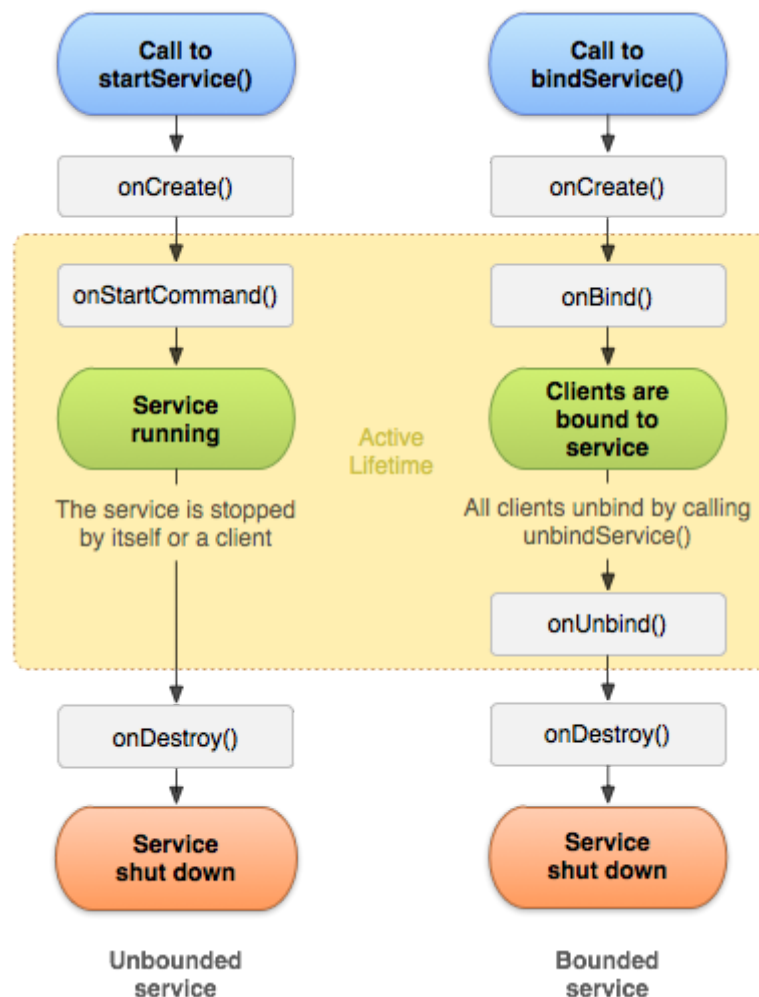 Call to
startService()
onCreate()
onStartCommand()
Service
running
The service is stopped
by itself or a client
onDestroy()
Service
shut down
Unbounded
service
Active
Lifetime
Call to
bindService()
onCreate()
onBind()
Clients are
bound to
service
All clients unbind by calling
unbindService()
onUnbind()
onDestroy()
Service
shut down
Bounded
service